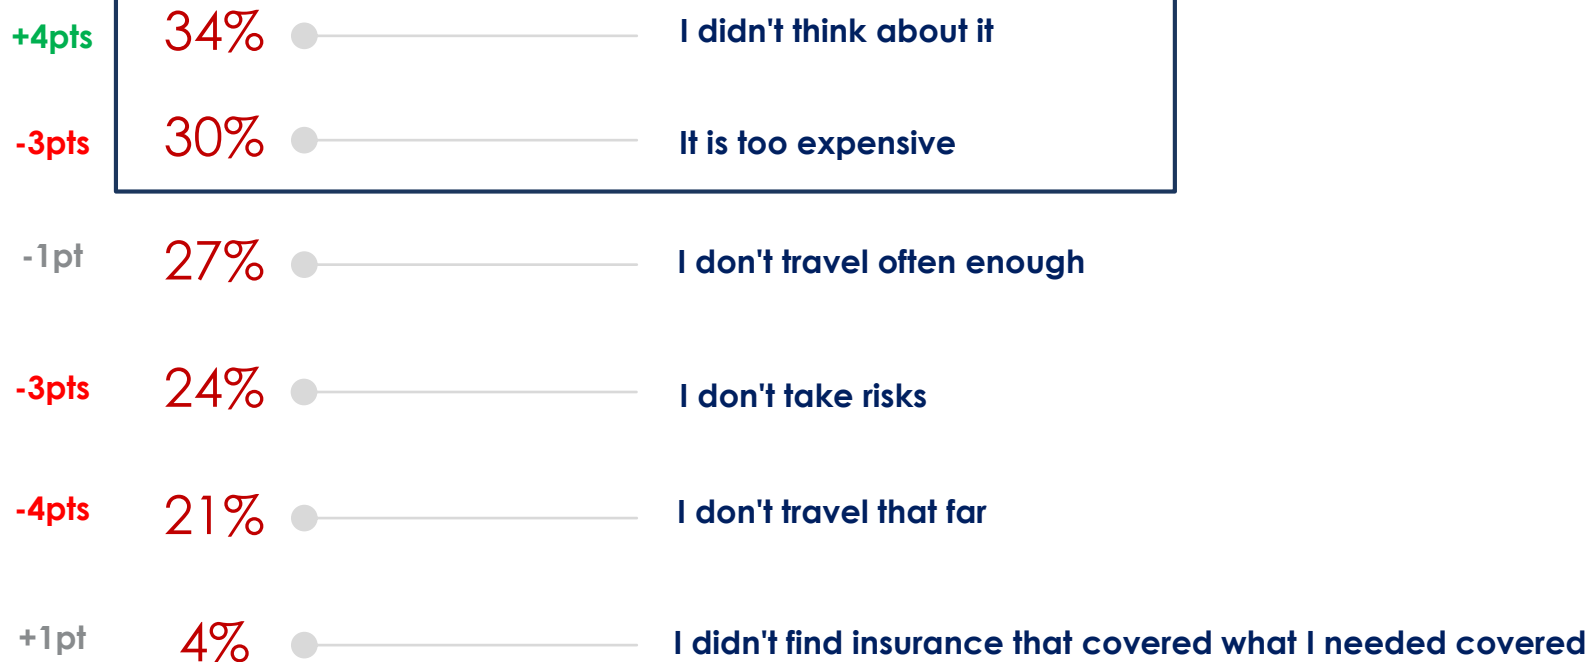 +4pts 34% I didn't think about it
-3pts 30% It is too expensive
-1pt 27% I don't travel often enough
-3pts 24% I don't take risks
-4pts 21% I don't travel that far
+1pt 4% I didn't find insurance that covered what I needed covered